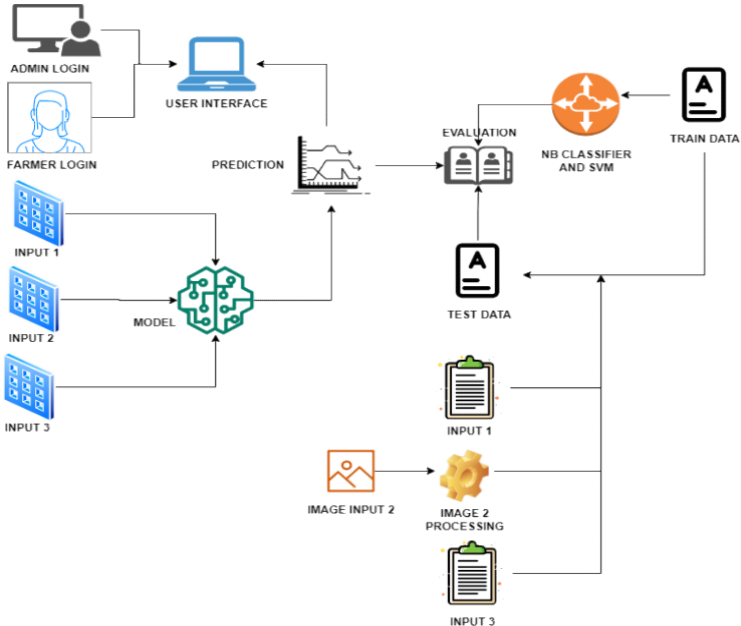 ADMIN LOGIN
USER INTERFACE
FARMER LOGIN
PREDICTION
EVALUATION
NB CLASSIFIER
AND SVM
A
TRAIN DATA
INPUT 1
INPUT 2
MODEL
INPUT 3
A
TEST DATA
INPUT 1
IMAGE INPUT 2
IMAGE 2
PROCESSING
INPUT 3